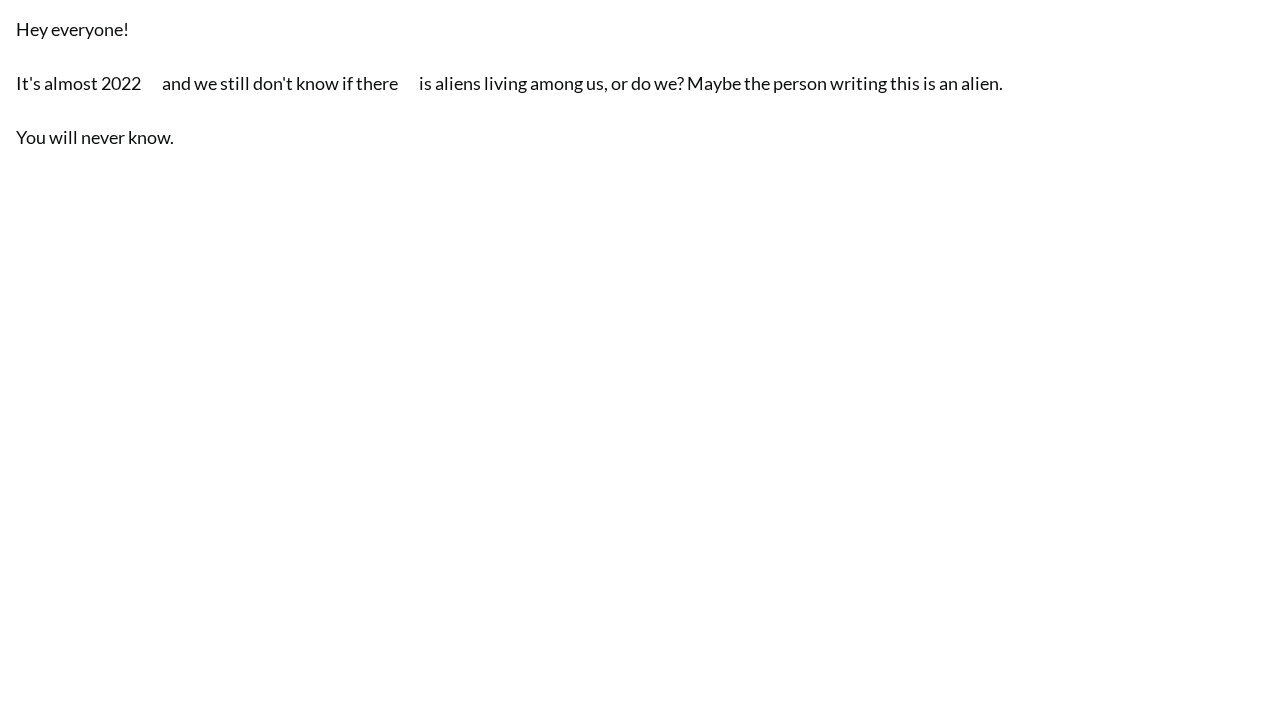 Hey everyone!
It's almost 2022 and we still don't know if there is aliens living among us, or do we? Maybe the person writing this is an alien.
You will never know.